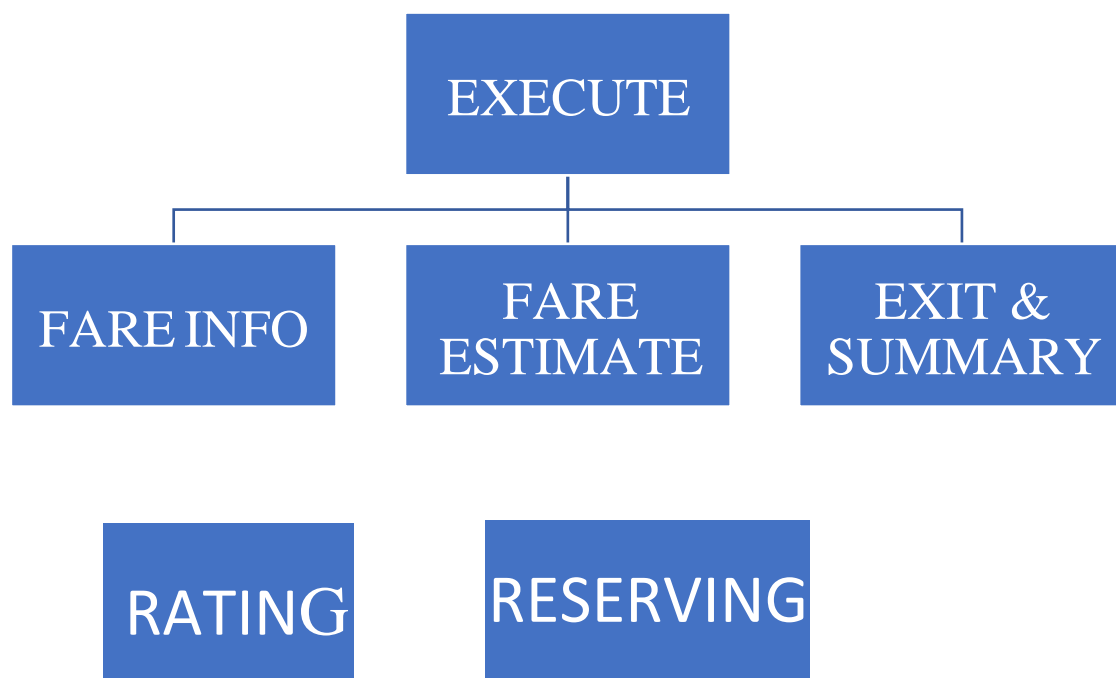 EXECUTE
FARE INFO
FARE
ESTIMATE
EXIT &
SUMMARY
RATING
RESERVING